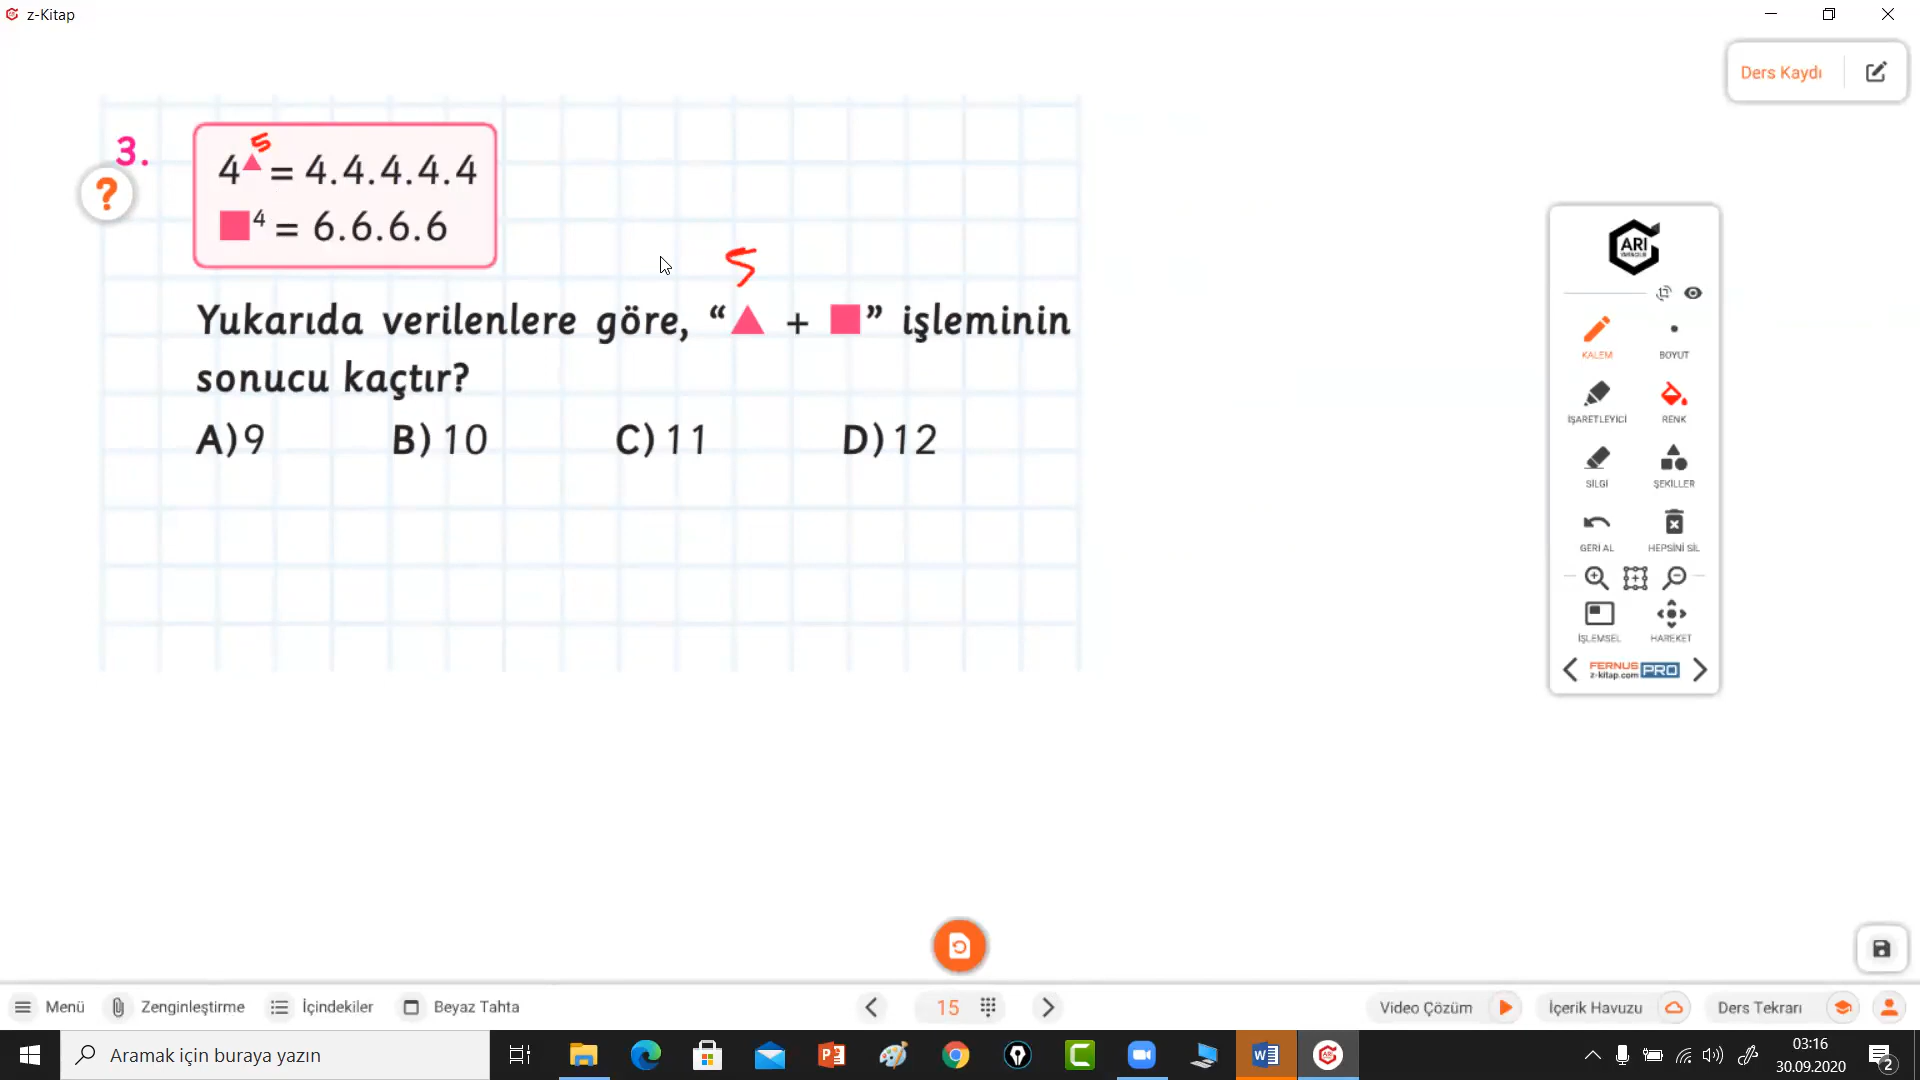 z-Kitap
Ders Kaydı
3.
5
4▲ = 4.4.4.4.4
?
■⁴ = 6.6.6.6
5
Yukarıda verilenlere göre, “▲ + ■” işleminin
sonucu kaçtır?
A) 9 B) 10 C) 11 D) 12
ARI
YAYINCILIK
KALEM BOYUT
İŞARETLEYİCİ RENK
SİLGİ ŞEKİLLER
GERİ AL HEPSİNİ SİL
İŞLEMSEL HAREKET
FERNUS
z-kitap.com PRO
Menü Zenginleştirme İçindekiler Beyaz Tahta 15 Video Çözüm İçerik Havuzu Ders Tekrarı
Aramak için buraya yazın
03:16
30.09.2020
2